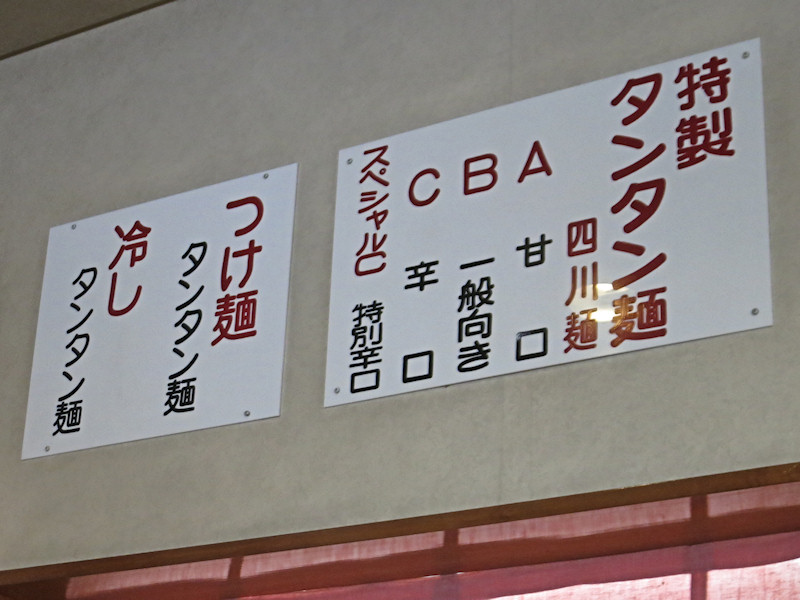 特製
タンタン麺
四川麺
A 甘口
B 一般向き
C 辛口
スペシャルC 特別辛口
つけ麺
タンタン麺
冷し
タンタン麺